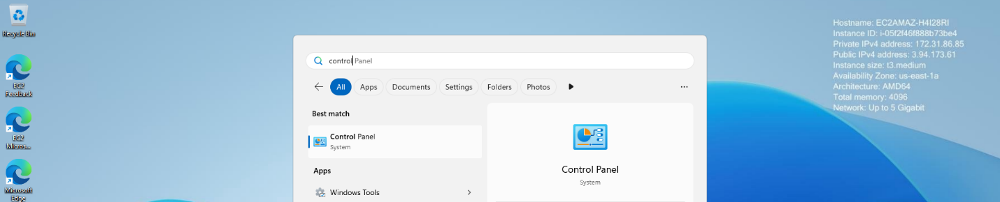 Recycle Bin
EC2
Feedback
EC2
Micros...
Microsoft
Edge
control Panel
All Apps Documents Settings Folders Photos ...
Best match
Control Panel
System
Apps
Windows Tools
Control Panel
System
Hostname: EC2AMAZ-H4I28RI
Instance ID: i-05f2f46f888b73be4
Private IPv4 address: 172.31.86.85
Public IPv4 address: 3.94.173.61
Instance size: t3.medium
Availability Zone: us-east-1a
Architecture: AMD64
Total memory: 4096
Network: Up to 5 Gigabit